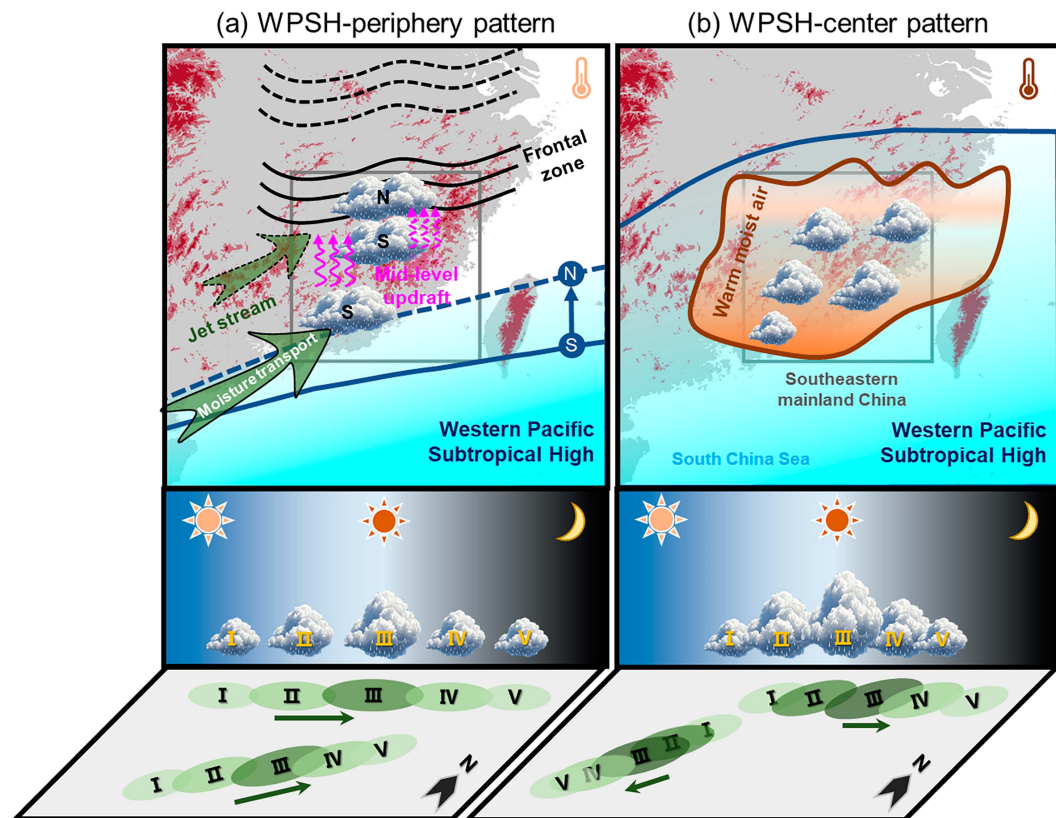 (a) WPSH-periphery pattern
Frontal
zone
N
S
Mid-level
updraft
S
Jet stream
Moisture transport
N
S
Western Pacific
Subtropical High
I
II
III
IV
V
I
II
III
IV
V
I
II
III
IV
V
N
(b) WPSH-center pattern
Warm moist air
Southeastern
mainland China
Western Pacific
Subtropical High
South China Sea
I
II
III
IV
V
I
II
III
IV
V
I
II
III
IV
V
N